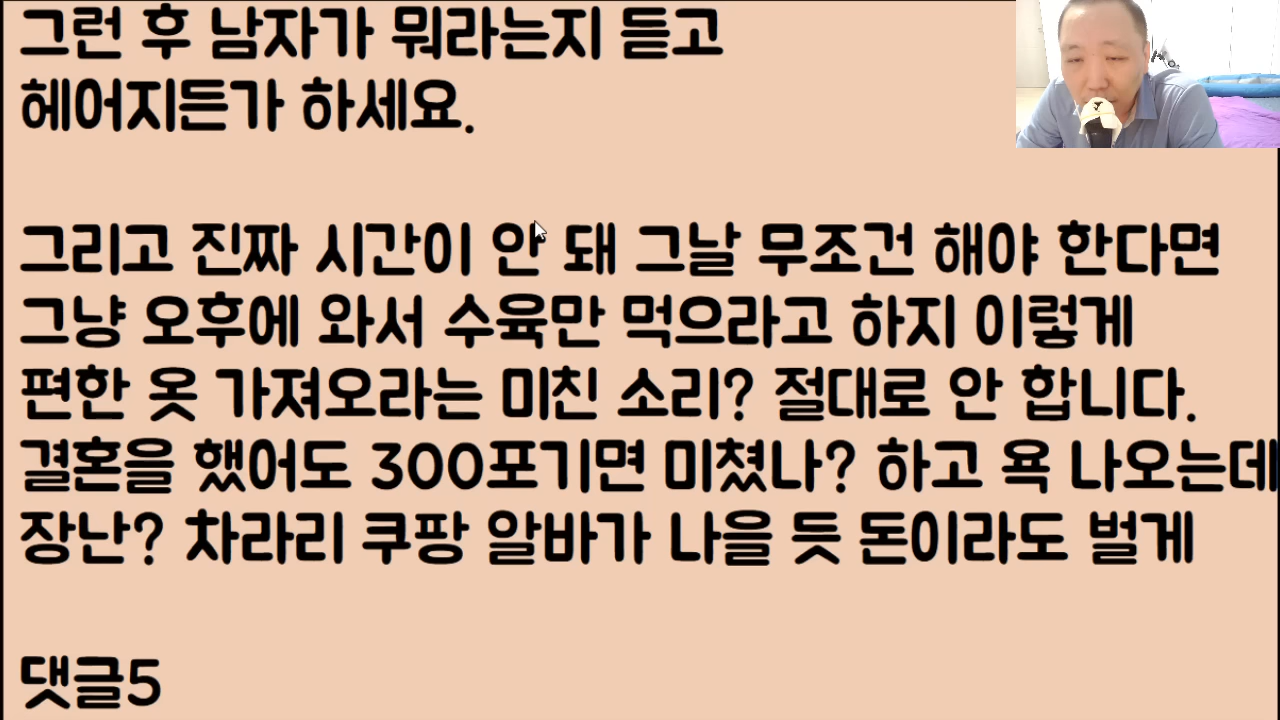 그런 후 남자가 뭐라는지 듣고
헤어지든가 하세요.
그리고 진짜 시간이 안 돼 그날 무조건 해야 한다면
그냥 오후에 와서 수육만 먹으라고 하지 이렇게
편한 옷 가져오라는 미친 소리? 절대로 안 합니다.
결혼을 했어도 300포기면 미쳤나? 하고 욕 나오는데
장난? 차라리 쿠팡 알바가 나을 듯 돈이라도 벌게
댓글5